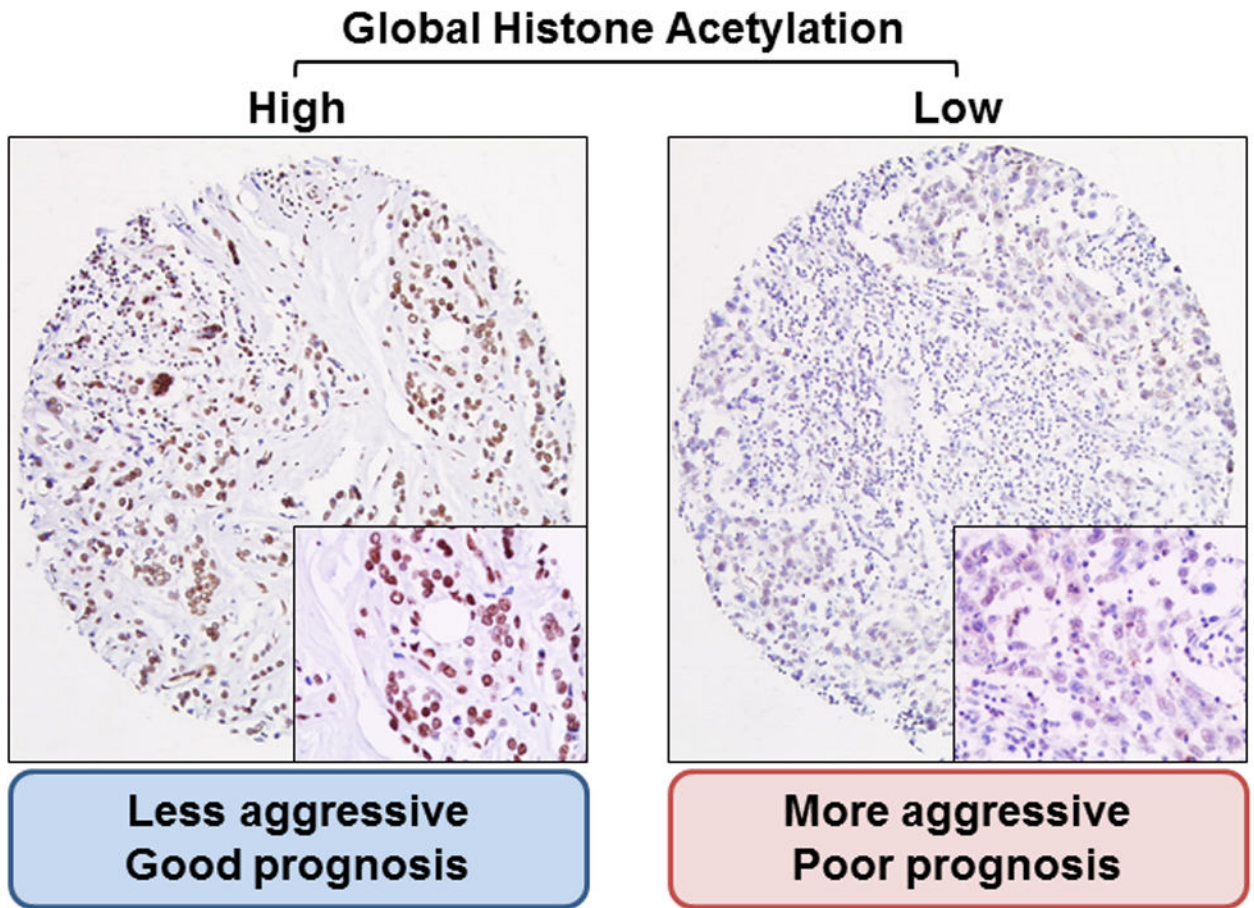 Global Histone Acetylation
High
Low
Less aggressive
Good prognosis
More aggressive
Poor prognosis